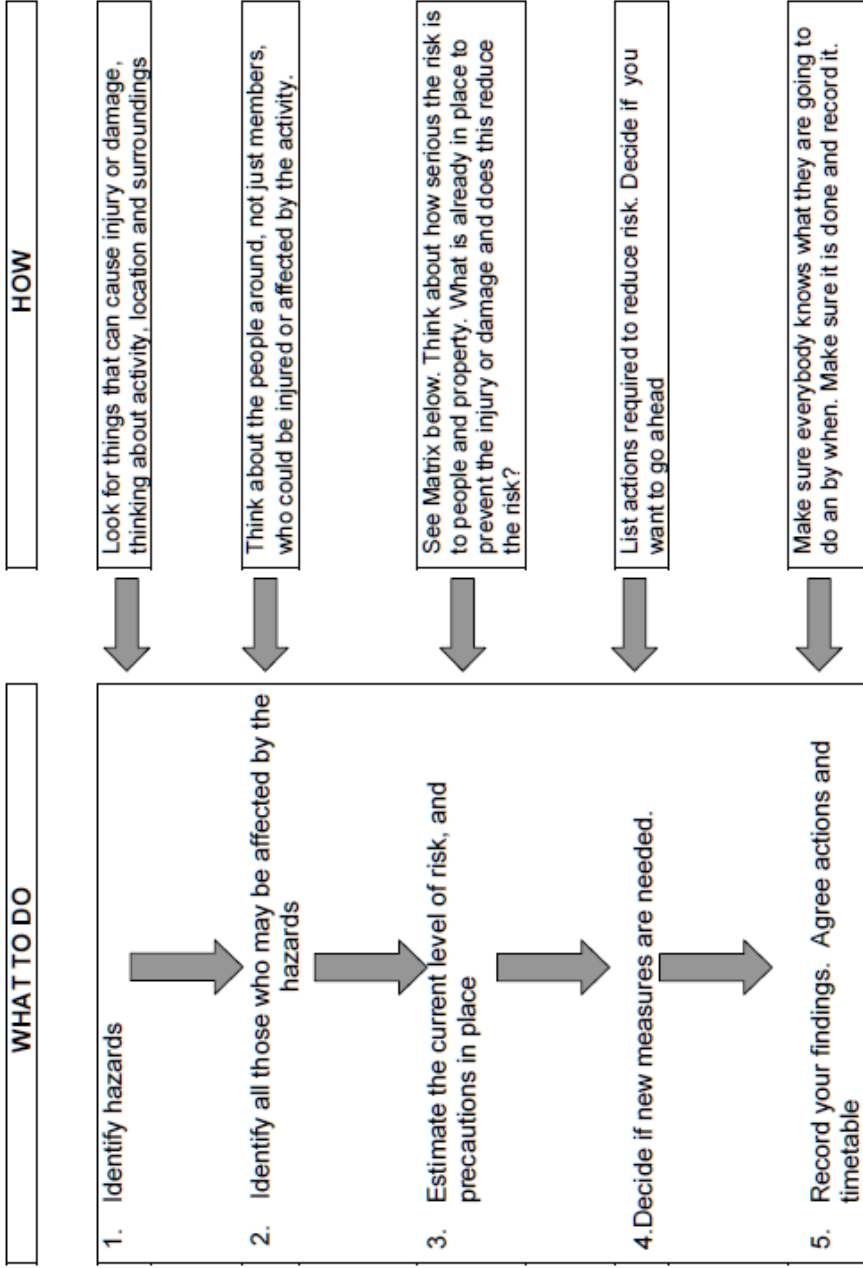 WHAT TO DO
HOW
1. Identify hazards
Look for things that can cause injury or damage,
thinking about activity, location and surroundings
2. Identify all those who may be affected by the
hazards
Think about the people around, not just members,
who could be injured or affected by the activity.
3. Estimate the current level of risk, and
precautions in place
See Matrix below. Think about how serious the risk is
to people and property. What is already in place to
prevent the injury or damage and does this reduce
the risk?
4.Decide if new measures are needed.
List actions required to reduce risk. Decide if you
want to go ahead
5. Record your findings. Agree actions and
timetable
Make sure everybody knows what they are going to
do an by when. Make sure it is done and record it.